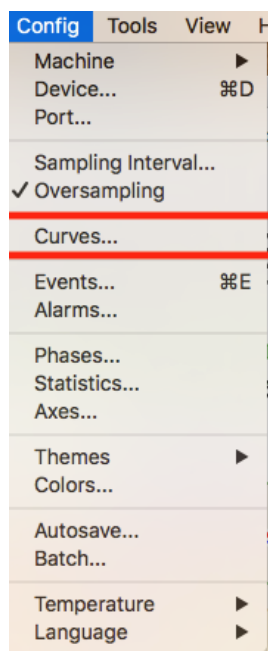 Config Tools View H
Machine ▶
Device... ⌘D
Port...
Sampling Interval...
✓ Oversampling
Curves...
Events... ⌘E
Alarms...
Phases...
Statistics...
Axes...
Themes ▶
Colors...
Autosave...
Batch...
Temperature ▶
Language ▶